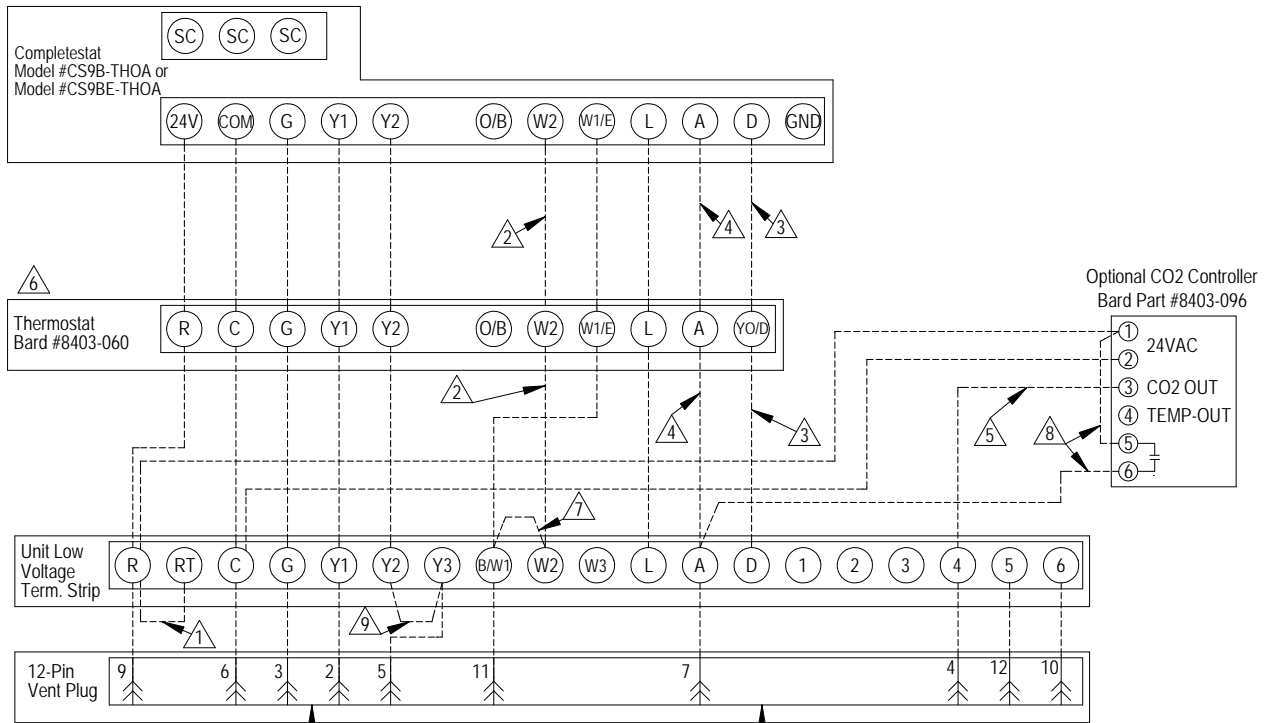 SC SC SC
Completestat
Model #CS9B-THOA or
Model #CS9BE-THOA
24V COM G Y1 Y2 O/B W2 W1/E L A D GND
2 4 3
6
Optional CO2 Controller
Bard Part #8403-096
Thermostat
Bard #8403-060
R C G Y1 Y2 O/B W2 W1/E L A YO/D
1
24VAC
2
3 CO2 OUT
4 TEMP-OUT
5
6
2 4 3 5 8
7
Unit Low
Voltage
Term. Strip
R RT C G Y1 Y2 Y3 B/W1 W2 W3 L A D 1 2 3 4 5 6
1 9
12-Pin
Vent Plug
9 6 3 2 5 11 7 4 12 10